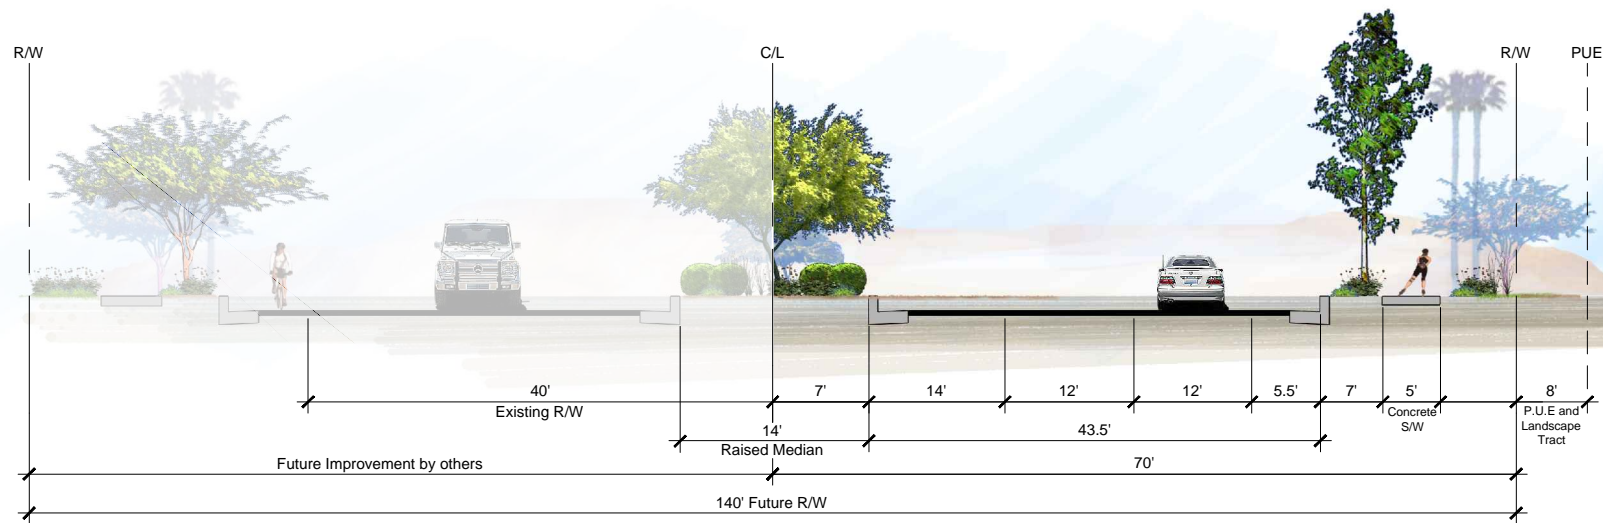 R/W
C/L
R/W
PUE
40'
7'
14'
12'
12'
5.5'
7'
5'
8'
Existing R/W
Concrete
S/W
P.U.E and
Landscape
Tract
14'
43.5'
Raised Median
Future Improvement by others
70'
140' Future R/W